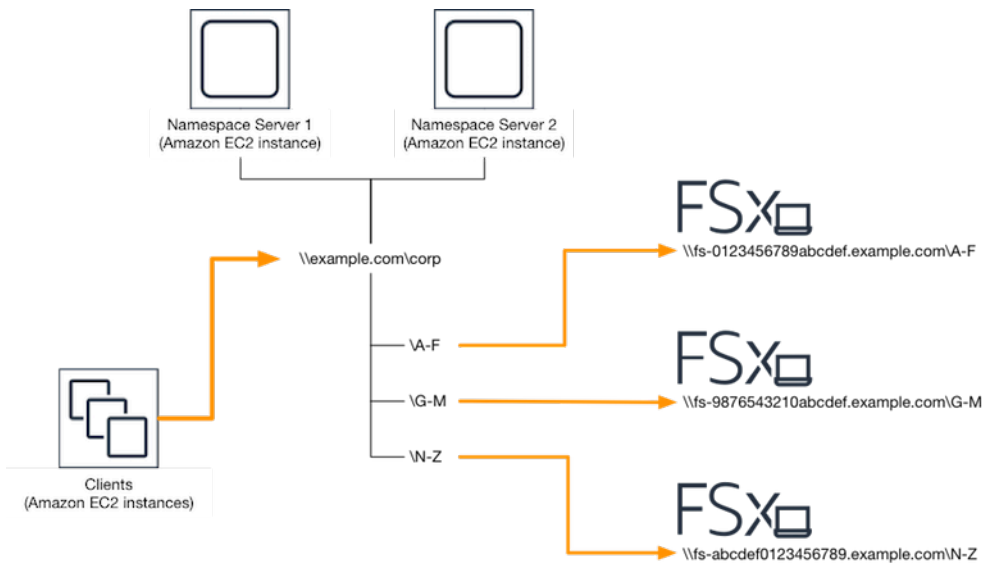 Namespace Server 1
(Amazon EC2 instance)
Namespace Server 2
(Amazon EC2 instance)
\\example.com\corp
\A-F
\G-M
\N-Z
Clients
(Amazon EC2 instances)
FSx
\\fs-0123456789abcdef.example.com\A-F
FSx
\\fs-9876543210abcdef.example.com\G-M
FSx
\\fs-abcdef0123456789.example.com\N-Z